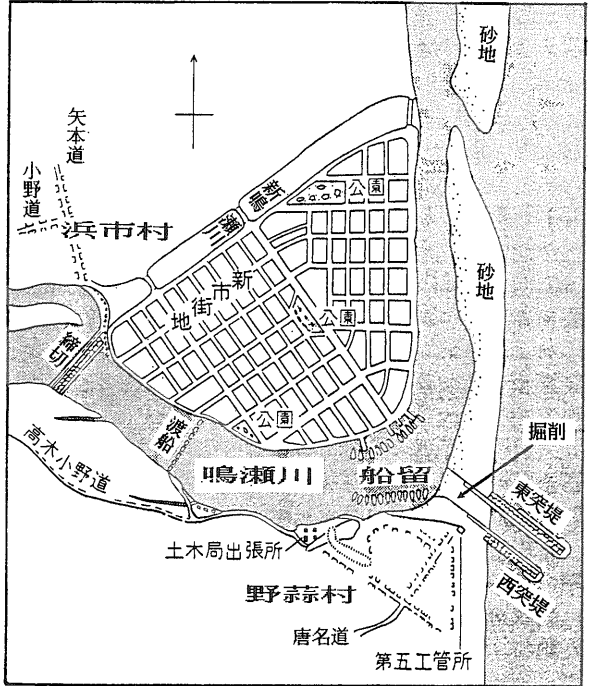 砂地
矢本道
小野道
浜市村
新鳴瀬川
公園
新市街地
公園
砂地
締切
渡船
公園
高木小野道
鳴瀬川
船留
掘削
東突堤
西突堤
土木局出張所
野蒜村
唐名道
第五工管所